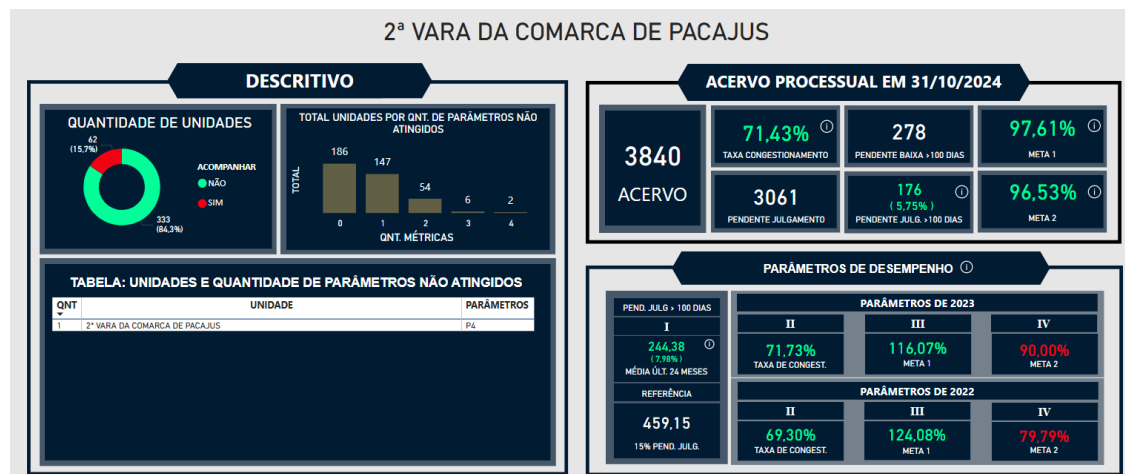 2ª VARA DA COMARCA DE PACAJUS
DESCRITIVO
QUANTIDADE DE UNIDADES
62
(15,7%)
ACOMPANHAR
NÃO
SIM
333
(84,3%)
TOTAL UNIDADES POR QNT. DE PARÂMETROS NÃO
ATINGIDOS
TOTAL
186
147
54
6
2
0
1
2
3
4
QNT. MÉTRICAS
TABELA: UNIDADES E QUANTIDADE DE PARÂMETROS NÃO ATINGIDOS
QNT UNIDADE PARÂMETROS
1 2ª VARA DA COMARCA DE PACAJUS P4
ACERVO PROCESSUAL EM 31/10/2024
3840
ACERVO
71,43%
TAXA CONGESTIONAMENTO
278
PENDENTE BAIXA >100 DIAS
97,61%
META 1
3061
PENDENTE JULGAMENTO
176
( 5,75% )
PENDENTE JULG. >100 DIAS
96,53%
META 2
PARÂMETROS DE DESEMPENHO
PEND. JULG > 100 DIAS
I
244,38
( 7,98% )
MÉDIA ÚLT. 24 MESES
REFERÊNCIA
459,15
15% PEND. JULG.
PARÂMETROS DE 2023
II III IV
71,73% 116,07% 90,00%
TAXA DE CONGEST. META 1 META 2
PARÂMETROS DE 2022
II III IV
69,30% 124,08% 79,79%
TAXA DE CONGEST. META 1 META 2